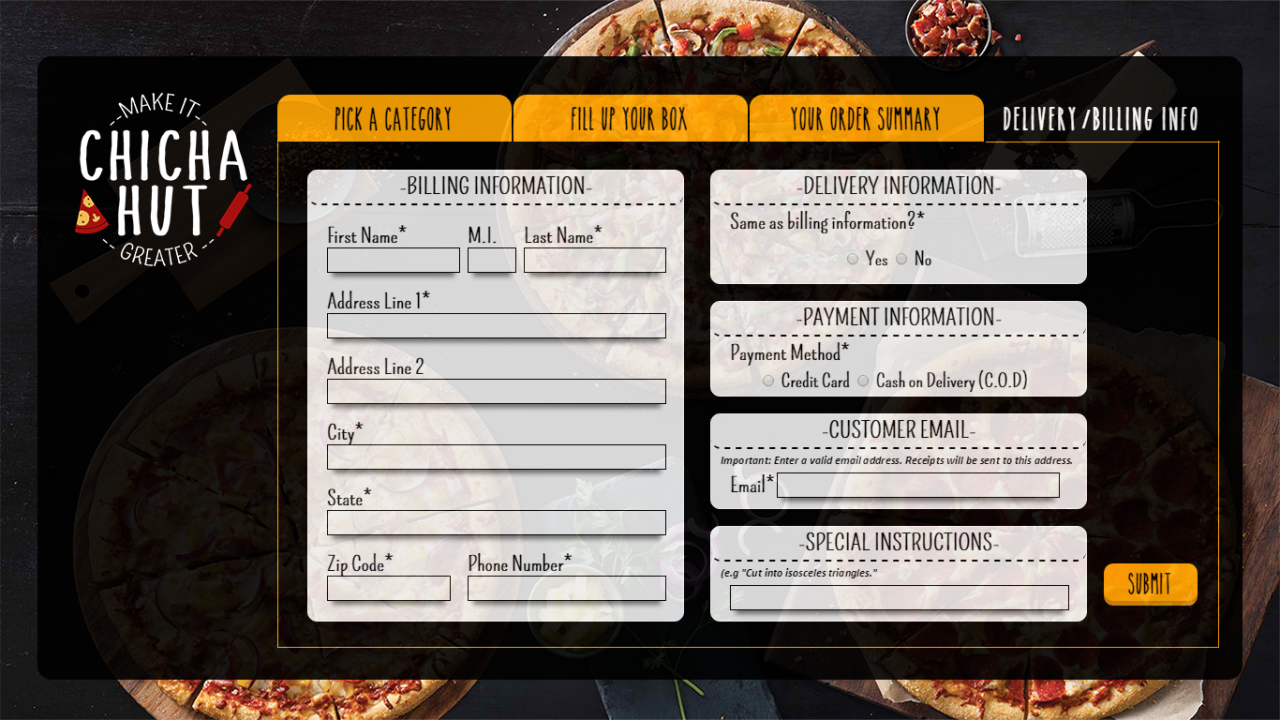 MAKE IT
CHICHA
HUT
GREATER
PICK A CATEGORY
FILL UP YOUR BOX
YOUR ORDER SUMMARY
DELIVERY /BILLING INFO
-BILLING INFORMATION-
First Name*
M.I.
Last Name*
Address Line 1*
Address Line 2
City*
State*
Zip Code*
Phone Number*
-DELIVERY INFORMATION-
Same as billing information?*
Yes
No
-PAYMENT INFORMATION-
Payment Method*
Credit Card
Cash on Delivery (C.O.D)
-CUSTOMER EMAIL-
Important: Enter a valid email address. Receipts will be sent to this address.
Email*
-SPECIAL INSTRUCTIONS-
(e.g "Cut into isosceles triangles."
SUBMIT